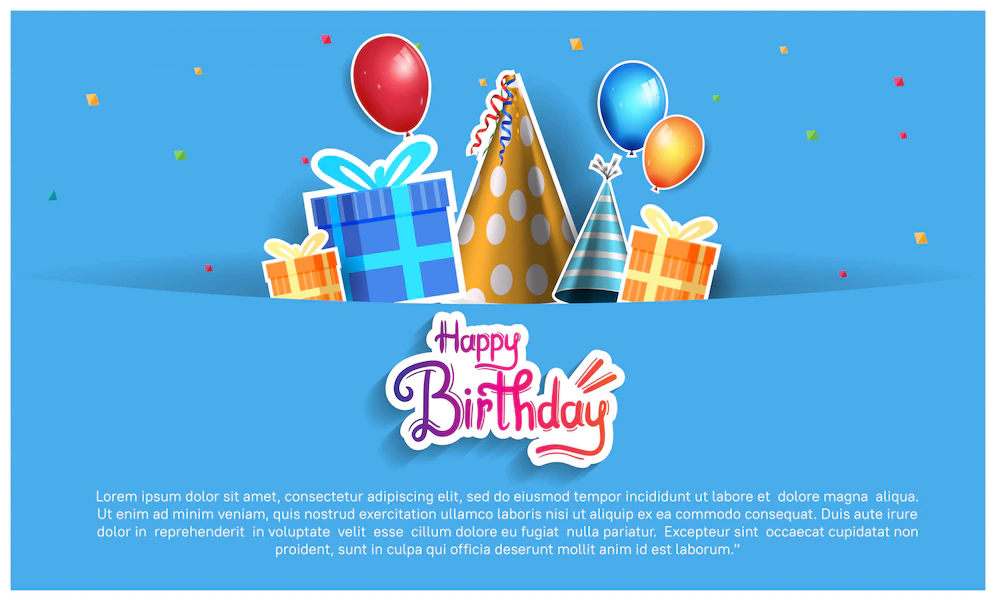 Happy
Birthday
Lorem ipsum dolor sit amet, consectetur adipiscing elit, sed do eiusmod tempor incididunt ut labore et dolore magna aliqua.
Ut enim ad minim veniam, quis nostrud exercitation ullamco laboris nisi ut aliquip ex ea commodo consequat. Duis aute irure
dolor in reprehenderit in voluptate velit esse cillum dolore eu fugiat nulla pariatur. Excepteur sint occaecat cupidatat non
proident, sunt in culpa qui officia deserunt mollit anim id est laborum."